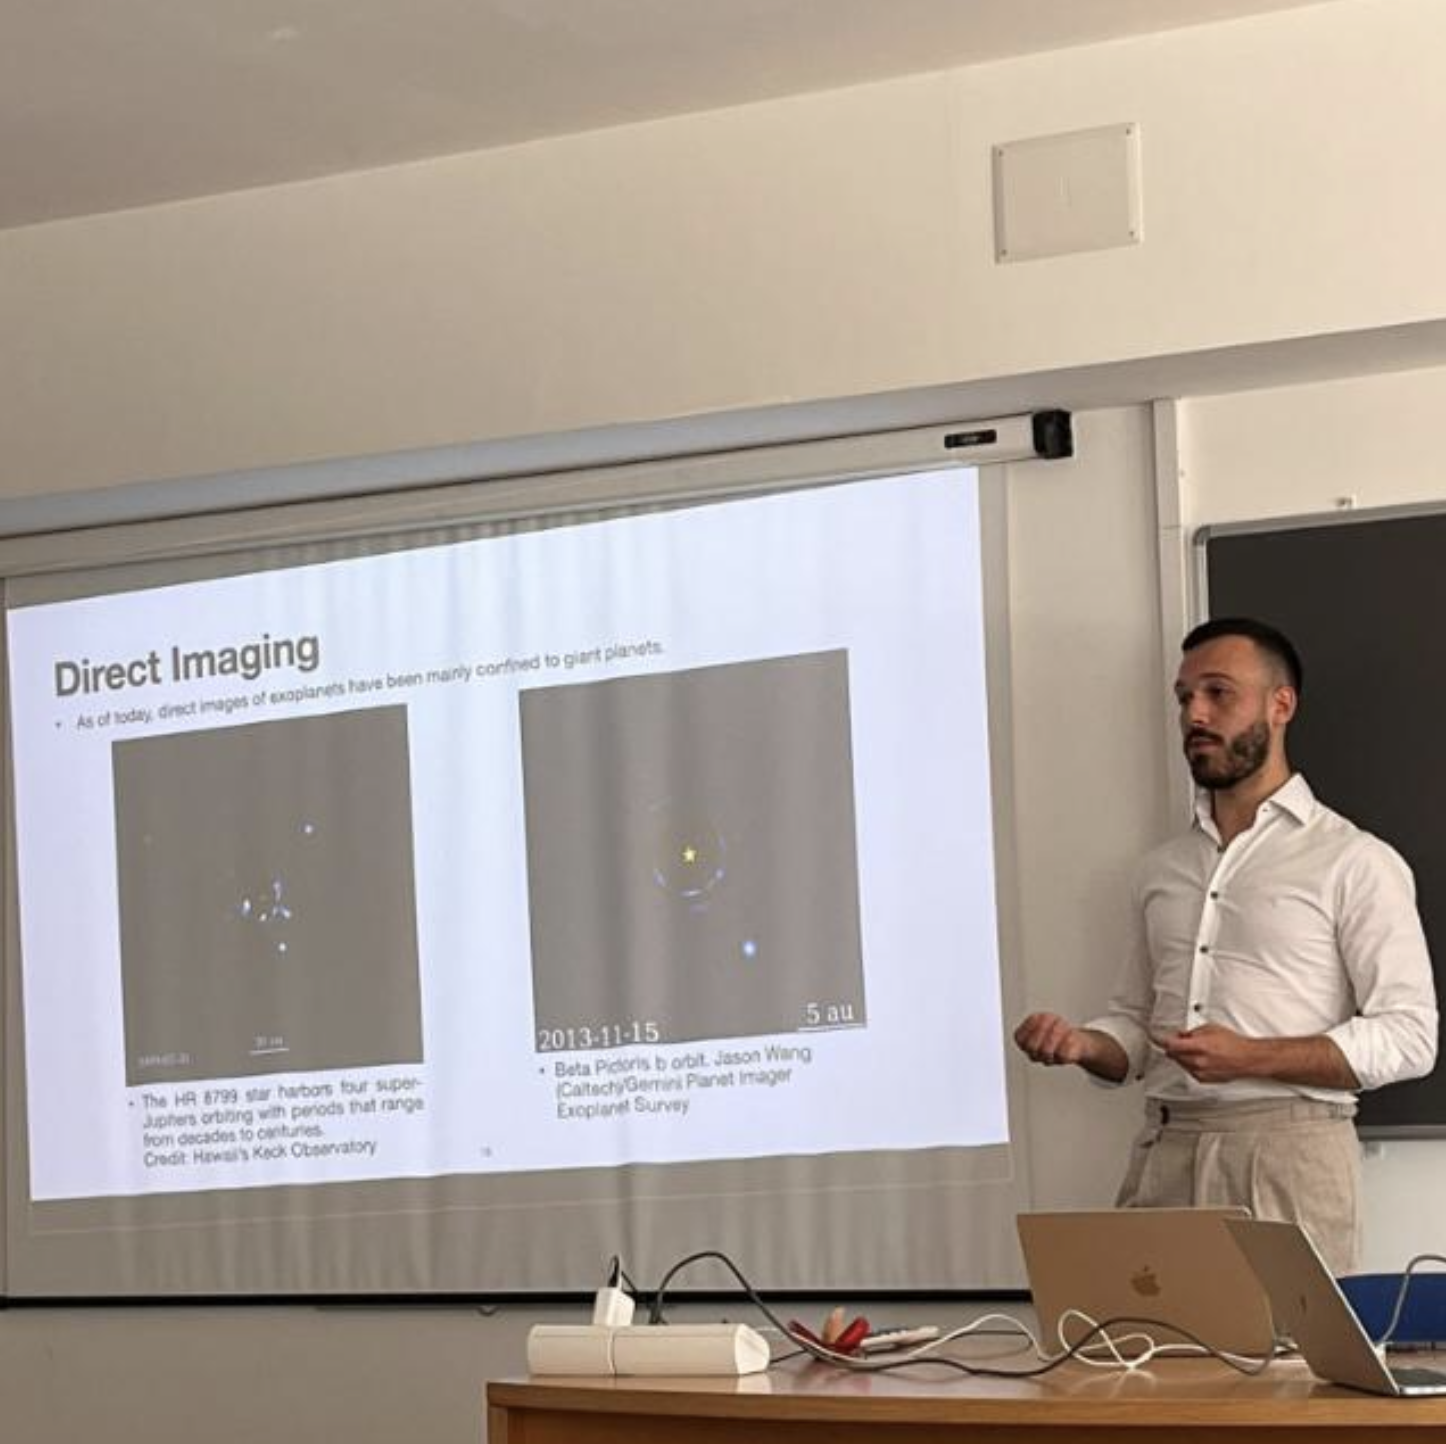 Direct Imaging
• As of today, direct images of exoplanets have been mainly confined to giant planets.
2013-11-15
5 au
• The HR 8799 star harbors four super-
Jupiters orbiting with periods that range
from decades to centuries.
Credit: Hawaii's Keck Observatory
• Beta Pictoris b orbit. Jason Wang
(Caltech)/Gemini Planet Imager
Exoplanet Survey